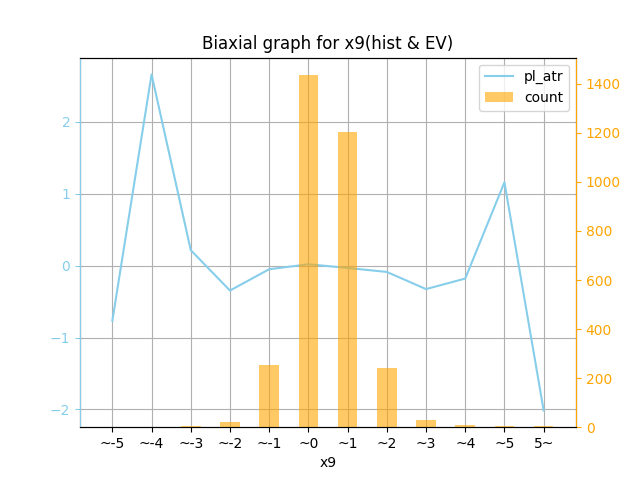 Biaxial graph for x9(hist & EV)
pl_atr
count
2
1
0
−1
−2
1400
1200
1000
800
600
400
200
0
~-5 ~-4 ~-3 ~-2 ~-1 ~0 ~1 ~2 ~3 ~4 ~5 5~
x9